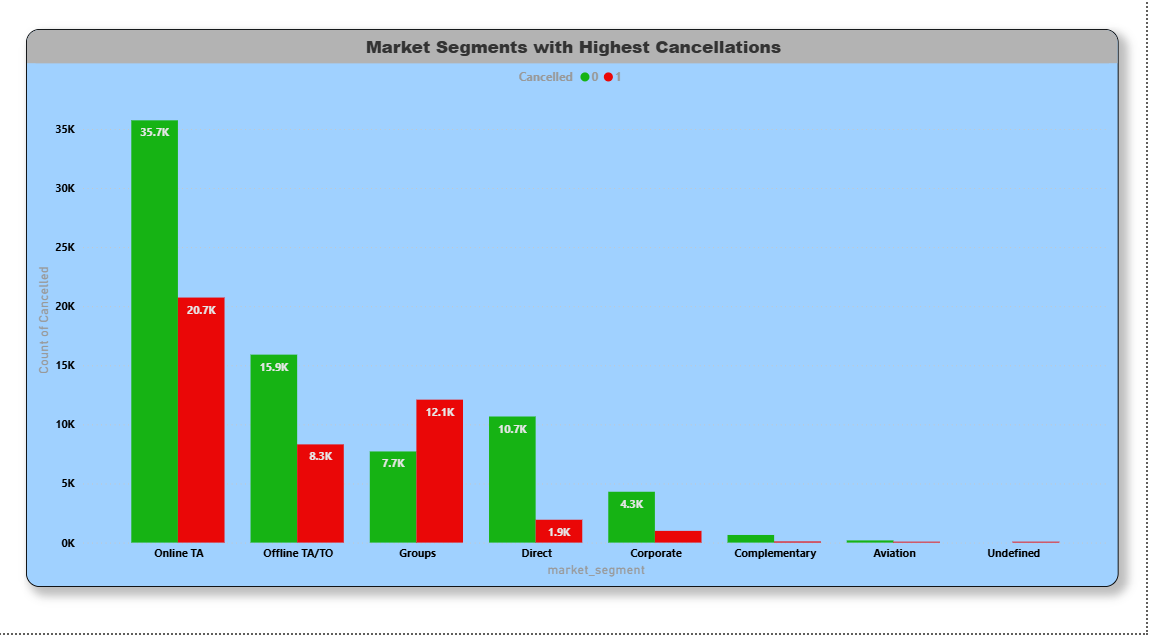 Market Segments with Highest Cancellations
Cancelled 0 1
Count of Cancelled
35K
30K
25K
20K
15K
10K
5K
0K
35.7K
20.7K
15.9K
8.3K
7.7K
12.1K
10.7K
1.9K
4.3K
Online TA
Offline TA/TO
Groups
Direct
Corporate
Complementary
Aviation
Undefined
market_segment